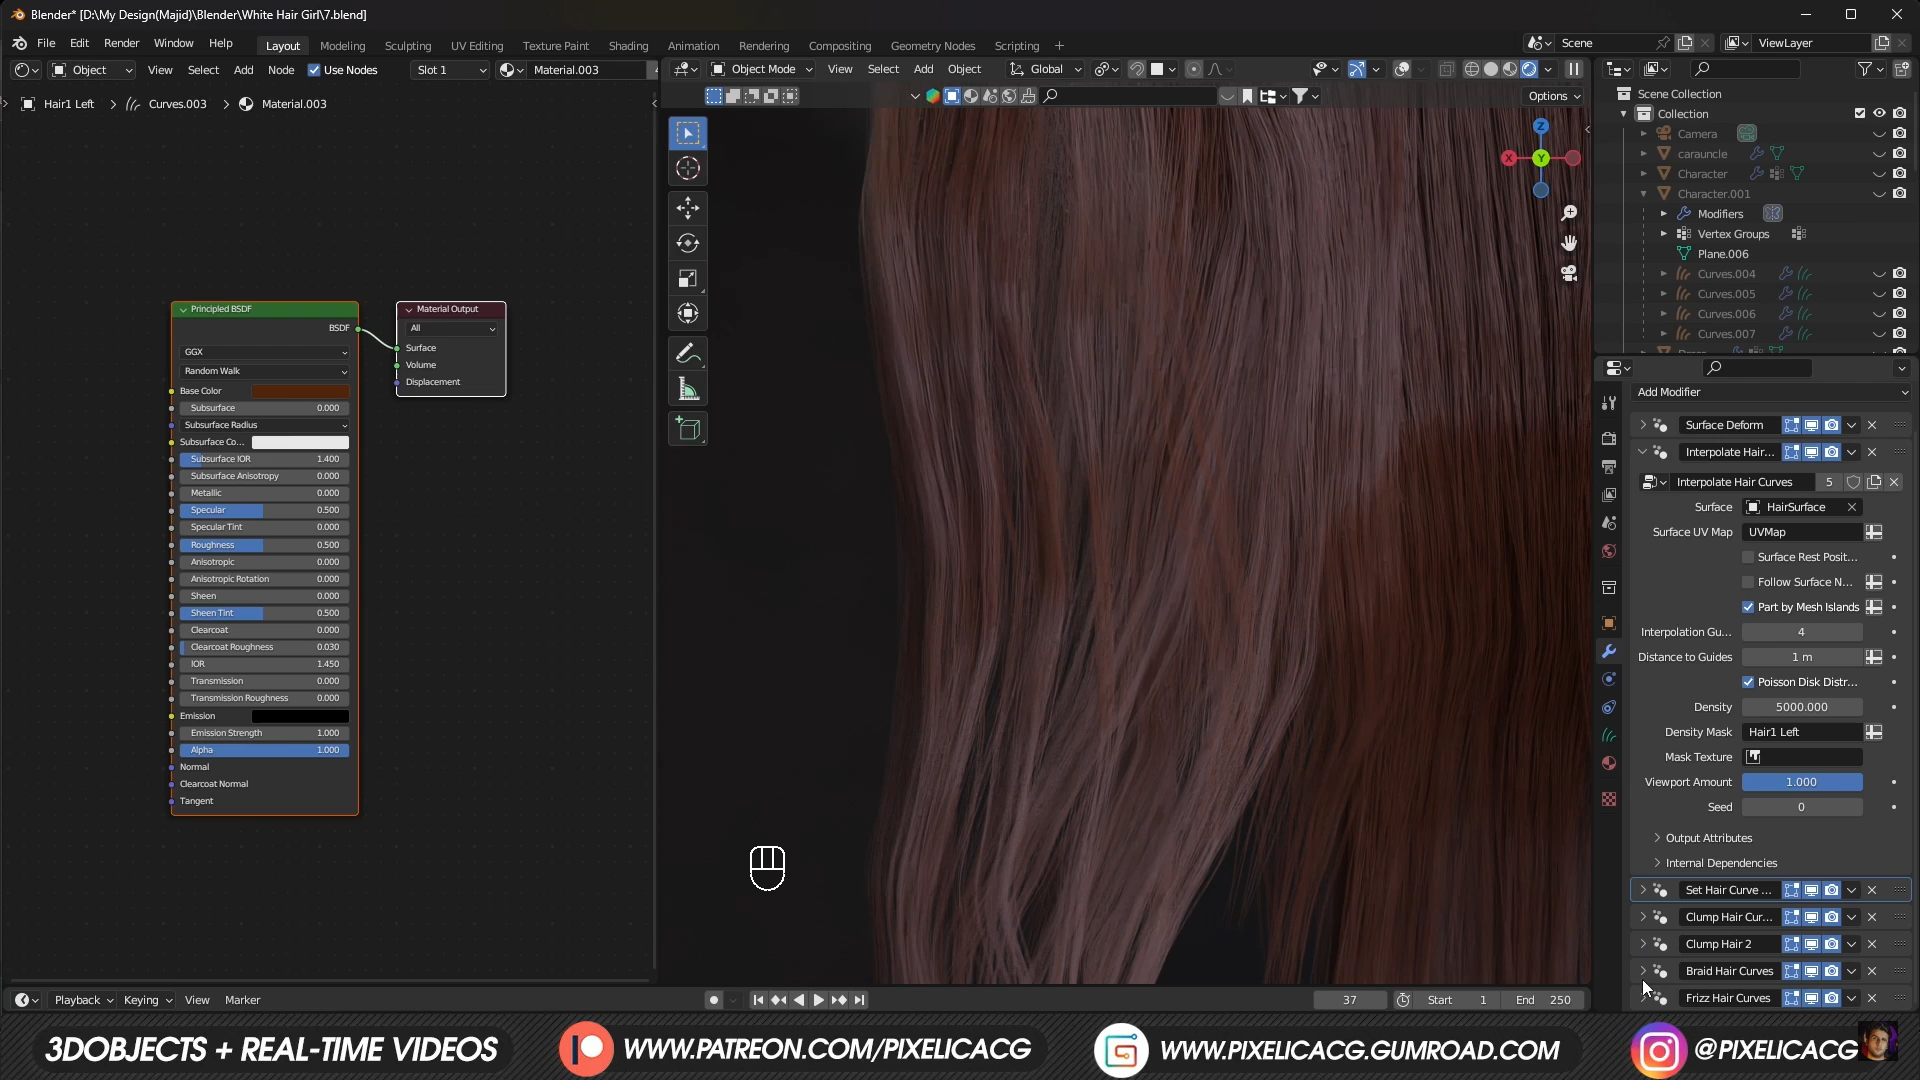 Blender* [D:\My Design(Majid)\Blender\White Hair Girl\7.blend]
File Edit Render Window Help Layout Modeling Sculpting UV Editing Texture Paint Shading Animation Rendering Compositing Geometry Nodes Scripting + Scene ViewLayer
Object View Select Add Node Use Nodes Slot 1 Material.003
Object Mode View Select Add Object Global
Options
Hair1 Left > Curves.003 > Material.003
Principled BSDF
BSDF
GGX
Random Walk
Base Color
Subsurface 0.000
Subsurface Radius
Subsurface Co...
Subsurface IOR 1.400
Subsurface Anisotropy 0.000
Metallic 0.000
Specular 0.500
Specular Tint 0.000
Roughness 0.500
Anisotropic 0.000
Anisotropic Rotation 0.000
Sheen 0.000
Sheen Tint 0.500
Clearcoat 0.000
Clearcoat Roughness 0.030
IOR 1.450
Transmission 0.000
Transmission Roughness 0.000
Emission
Emission Strength 1.000
Alpha 1.000
Normal
Clearcoat Normal
Tangent
Material Output
All
Surface
Volume
Displacement
Z
X Y
Scene Collection
Collection
Camera
carauncle
Character
Character.001
Modifiers
Vertex Groups
Plane.006
Curves.004
Curves.005
Curves.006
Curves.007
Add Modifier
Surface Deform
Interpolate Hair...
Interpolate Hair Curves 5
Surface HairSurface
Surface UV Map UVMap
Surface Rest Posit...
Follow Surface N...
Part by Mesh Islands
Interpolation Gu... 4
Distance to Guides 1 m
Poisson Disk Distr...
Density 5000.000
Density Mask Hair1 Left
Mask Texture
Viewport Amount 1.000
Seed 0
Output Attributes
Internal Dependencies
Set Hair Curve ...
Clump Hair Cur...
Clump Hair 2
Braid Hair Curves
Frizz Hair Curves
Playback Keying View Marker 37 Start 1 End 250
3DOBJECTS + REAL-TIME VIDEOS WWW.PATREON.COM/PIXELICACG WWW.PIXELICACG.GUMROAD.COM @PIXELICACG